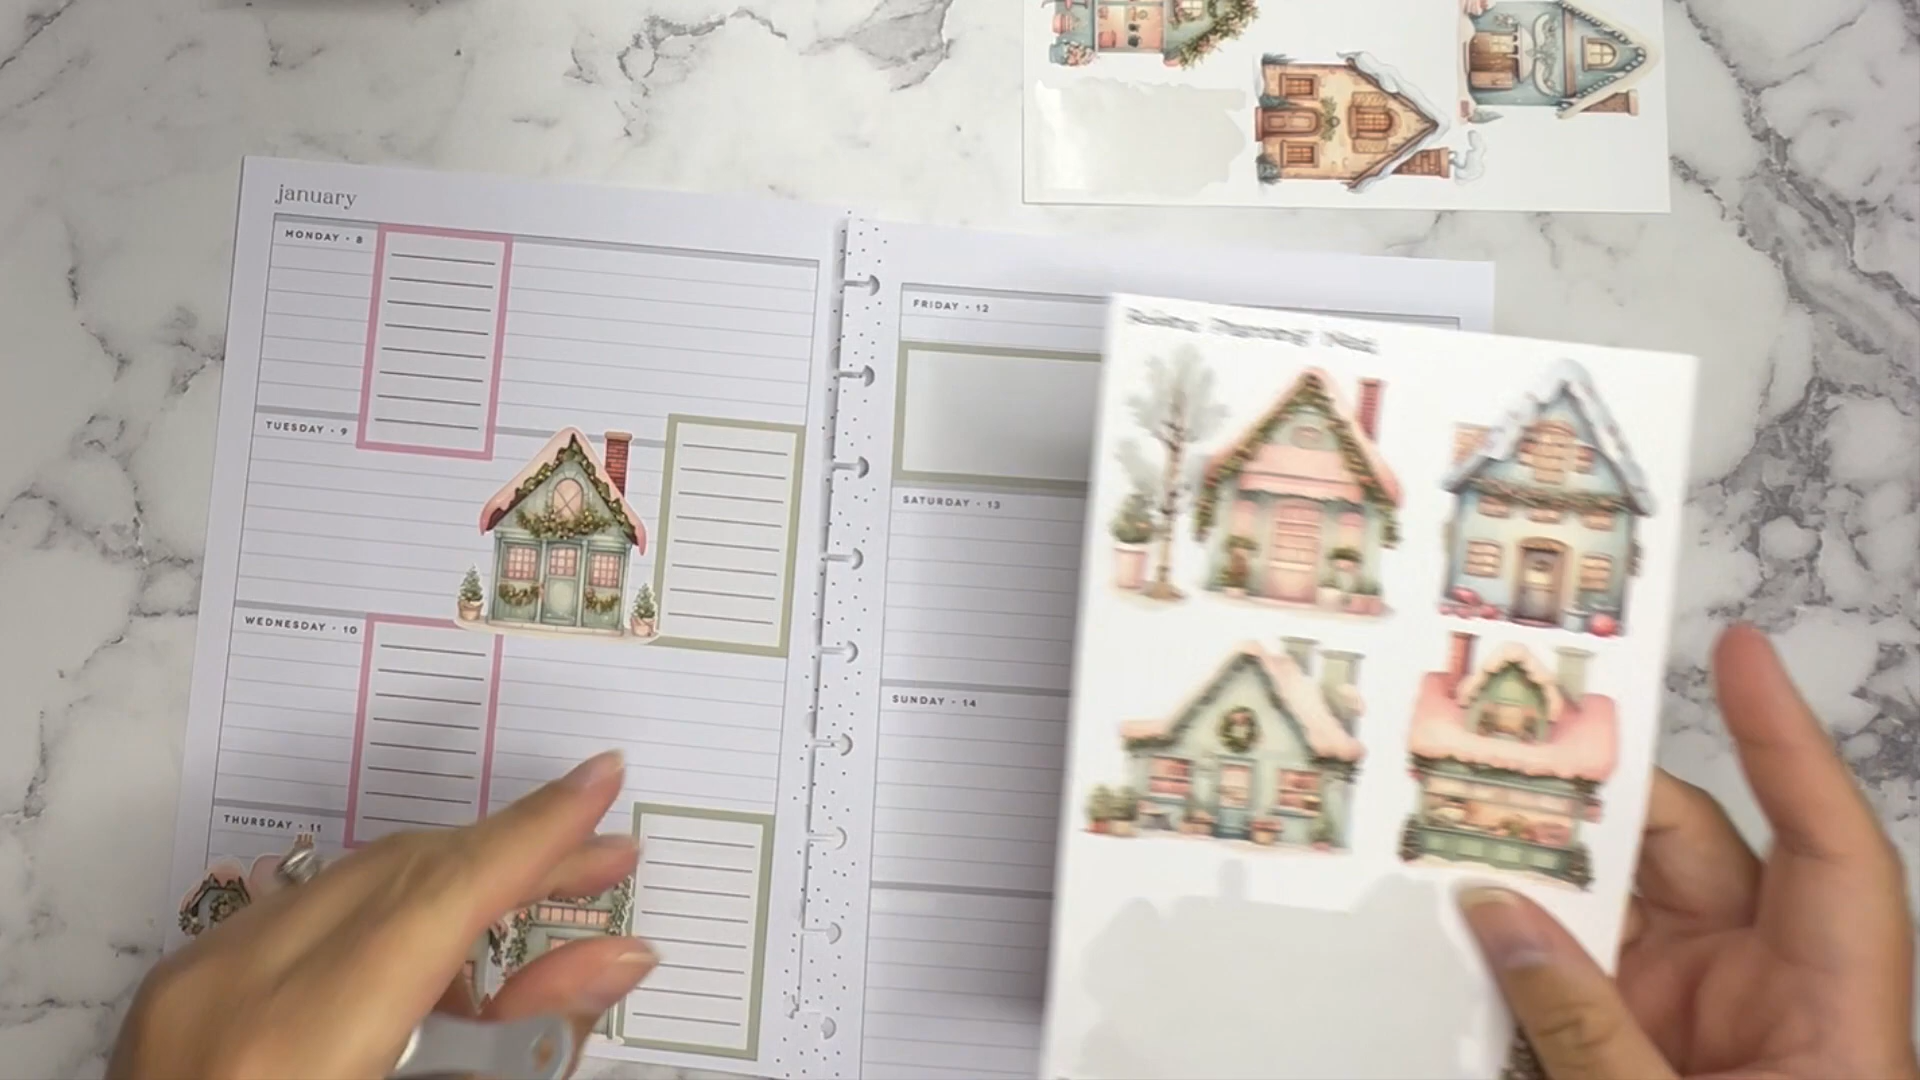 january
MONDAY · 8
TUESDAY · 9
WEDNESDAY · 10
THURSDAY · 11
FRIDAY · 12
SATURDAY · 13
SUNDAY · 14